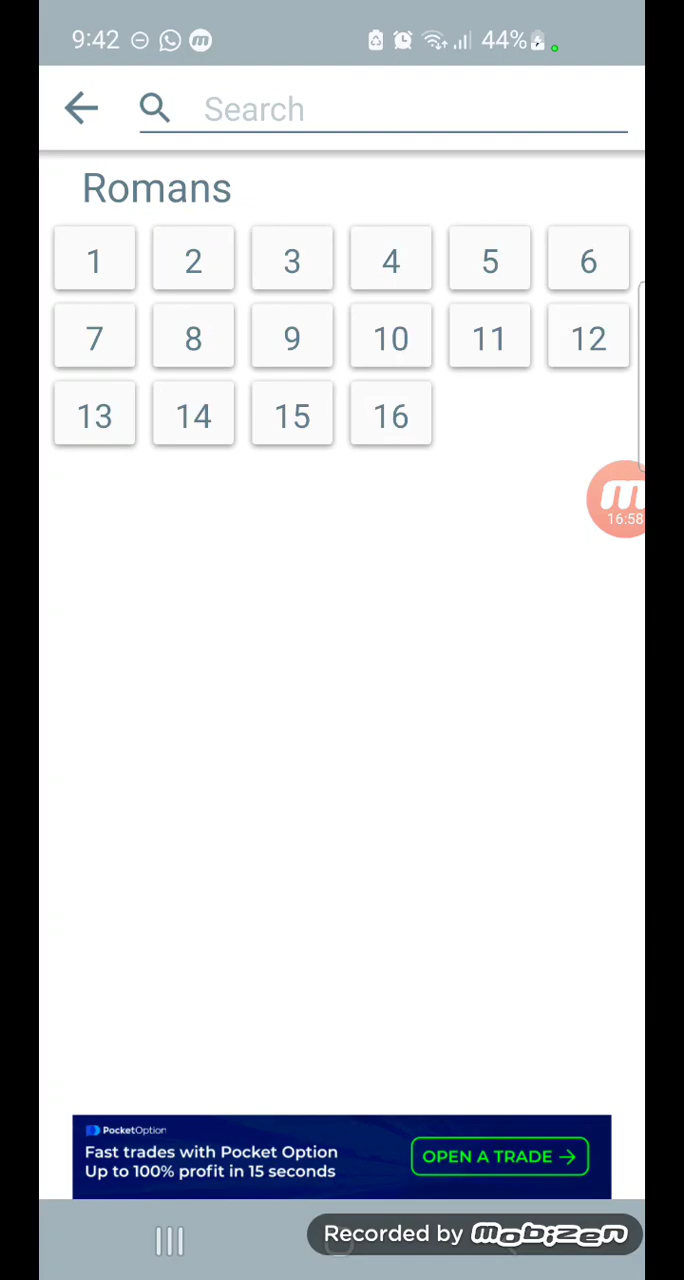 9:42 44%
Search
Romans
1 2 3 4 5 6
7 8 9 10 11 12
13 14 15 16
16:58
PocketOption
Fast trades with Pocket Option
Up to 100% profit in 15 seconds
OPEN A TRADE →
Recorded by mobizen